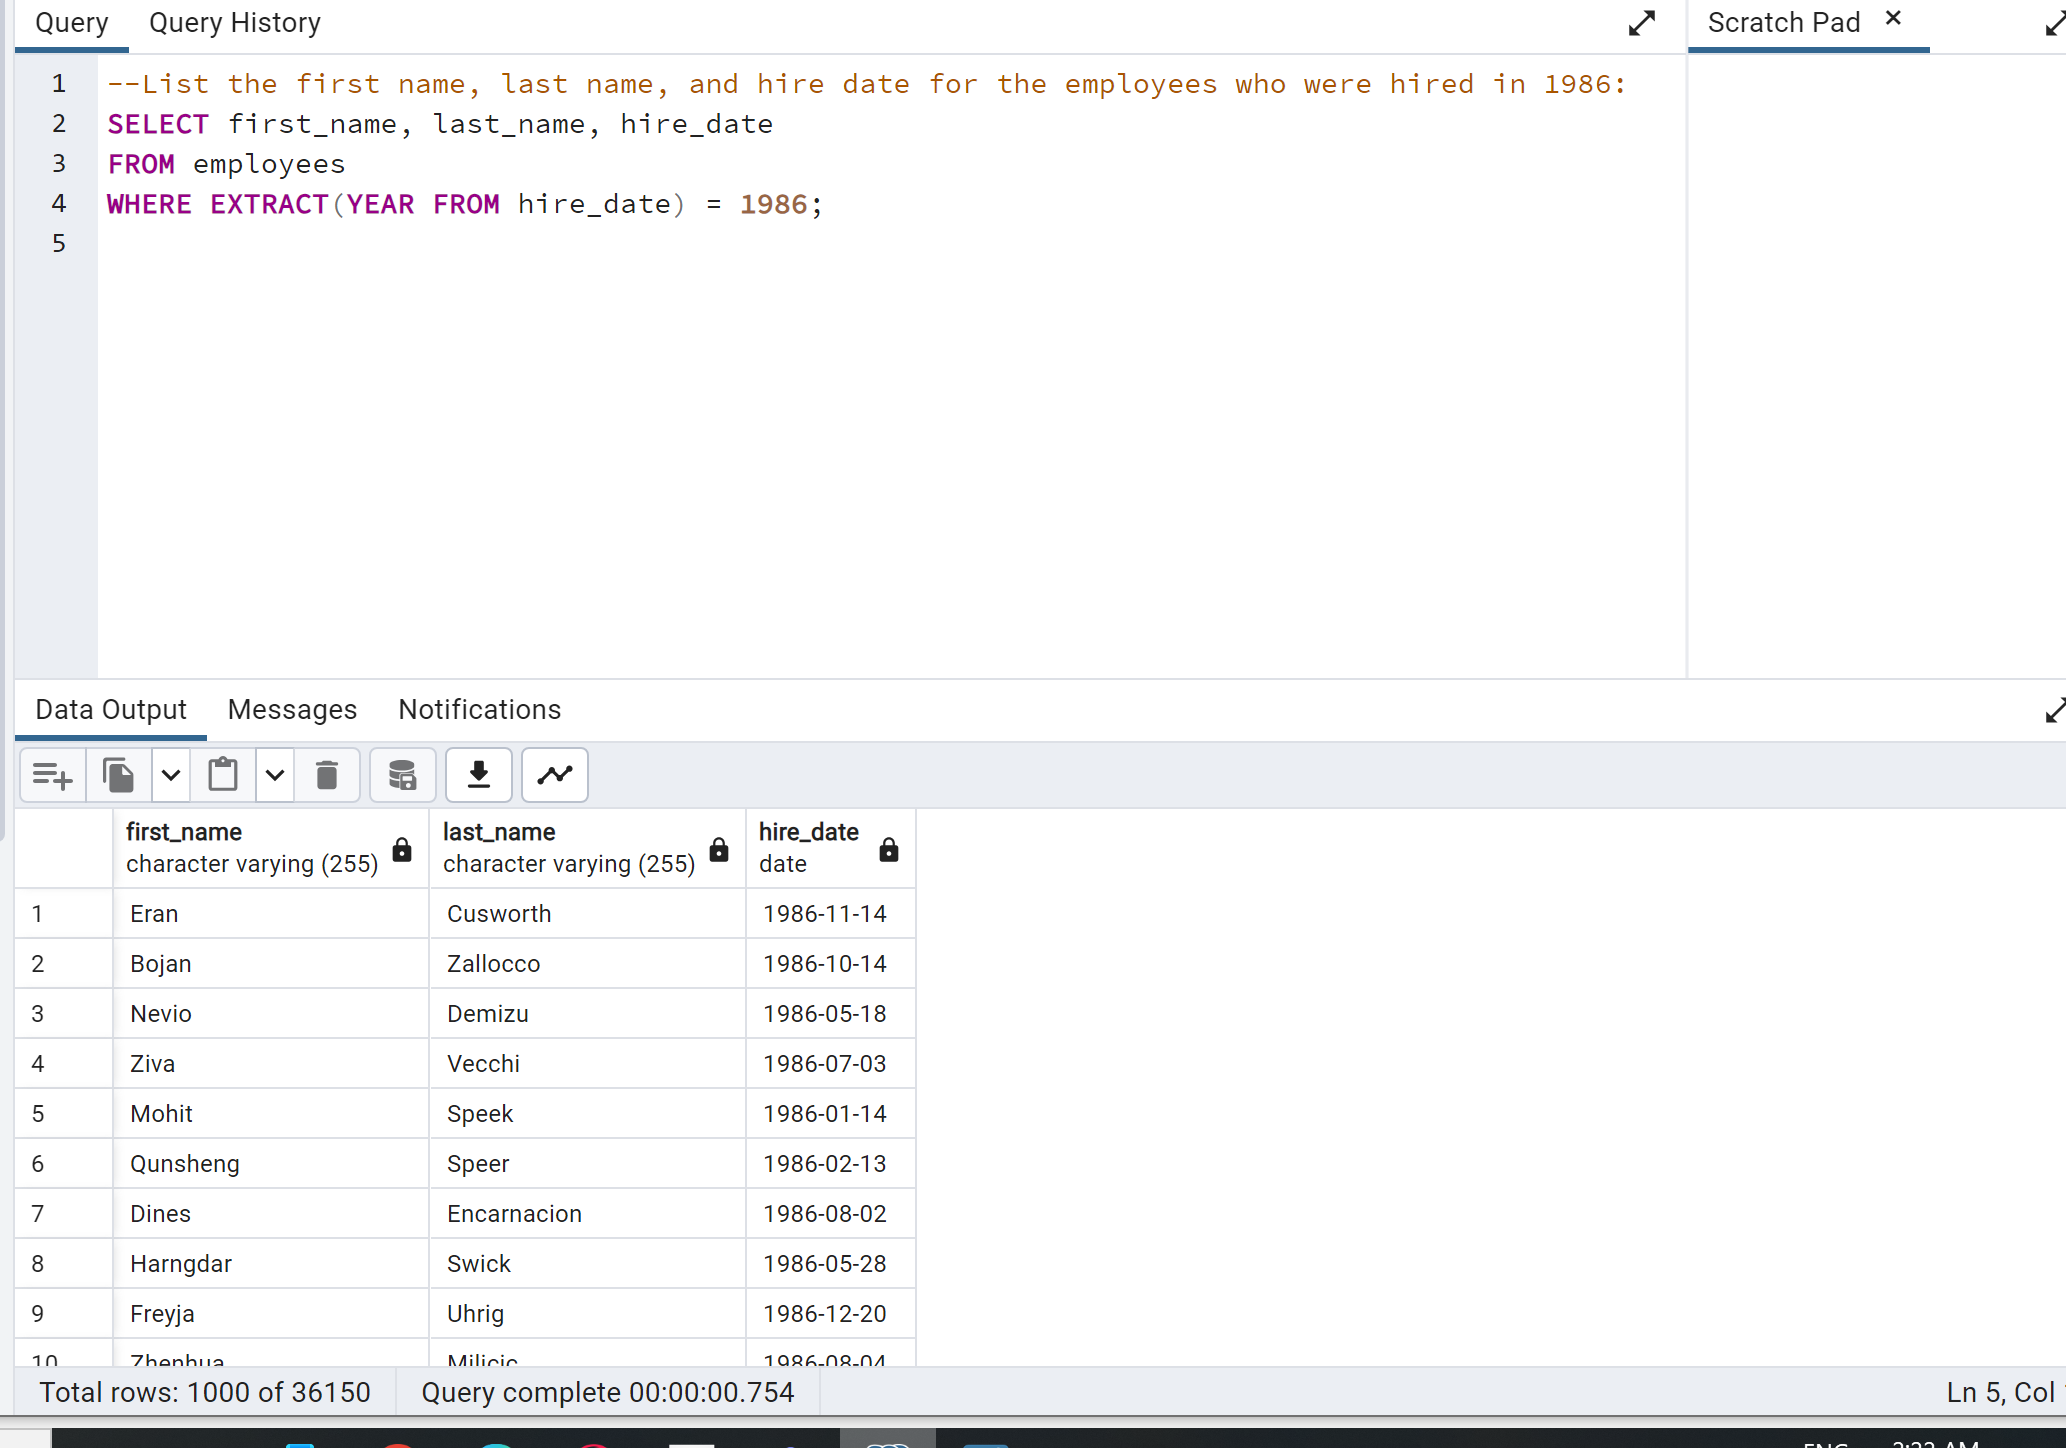 Query Query History Scratch Pad ×
1 --List the first name, last name, and hire date for the employees who were hired in 1986:
2 SELECT first_name, last_name, hire_date
3 FROM employees
4 WHERE EXTRACT(YEAR FROM hire_date) = 1986;
5
Data Output Messages Notifications
first_name last_name hire_date
character varying (255) character varying (255) date
1 Eran Cusworth 1986-11-14
2 Bojan Zallocco 1986-10-14
3 Nevio Demizu 1986-05-18
4 Ziva Vecchi 1986-07-03
5 Mohit Speek 1986-01-14
6 Qunsheng Speer 1986-02-13
7 Dines Encarnacion 1986-08-02
8 Harngdar Swick 1986-05-28
9 Freyja Uhrig 1986-12-20
10 Zhenhua Milicic 1986-08-04
Total rows: 1000 of 36150 Query complete 00:00:00.754 Ln 5, Col
ENG